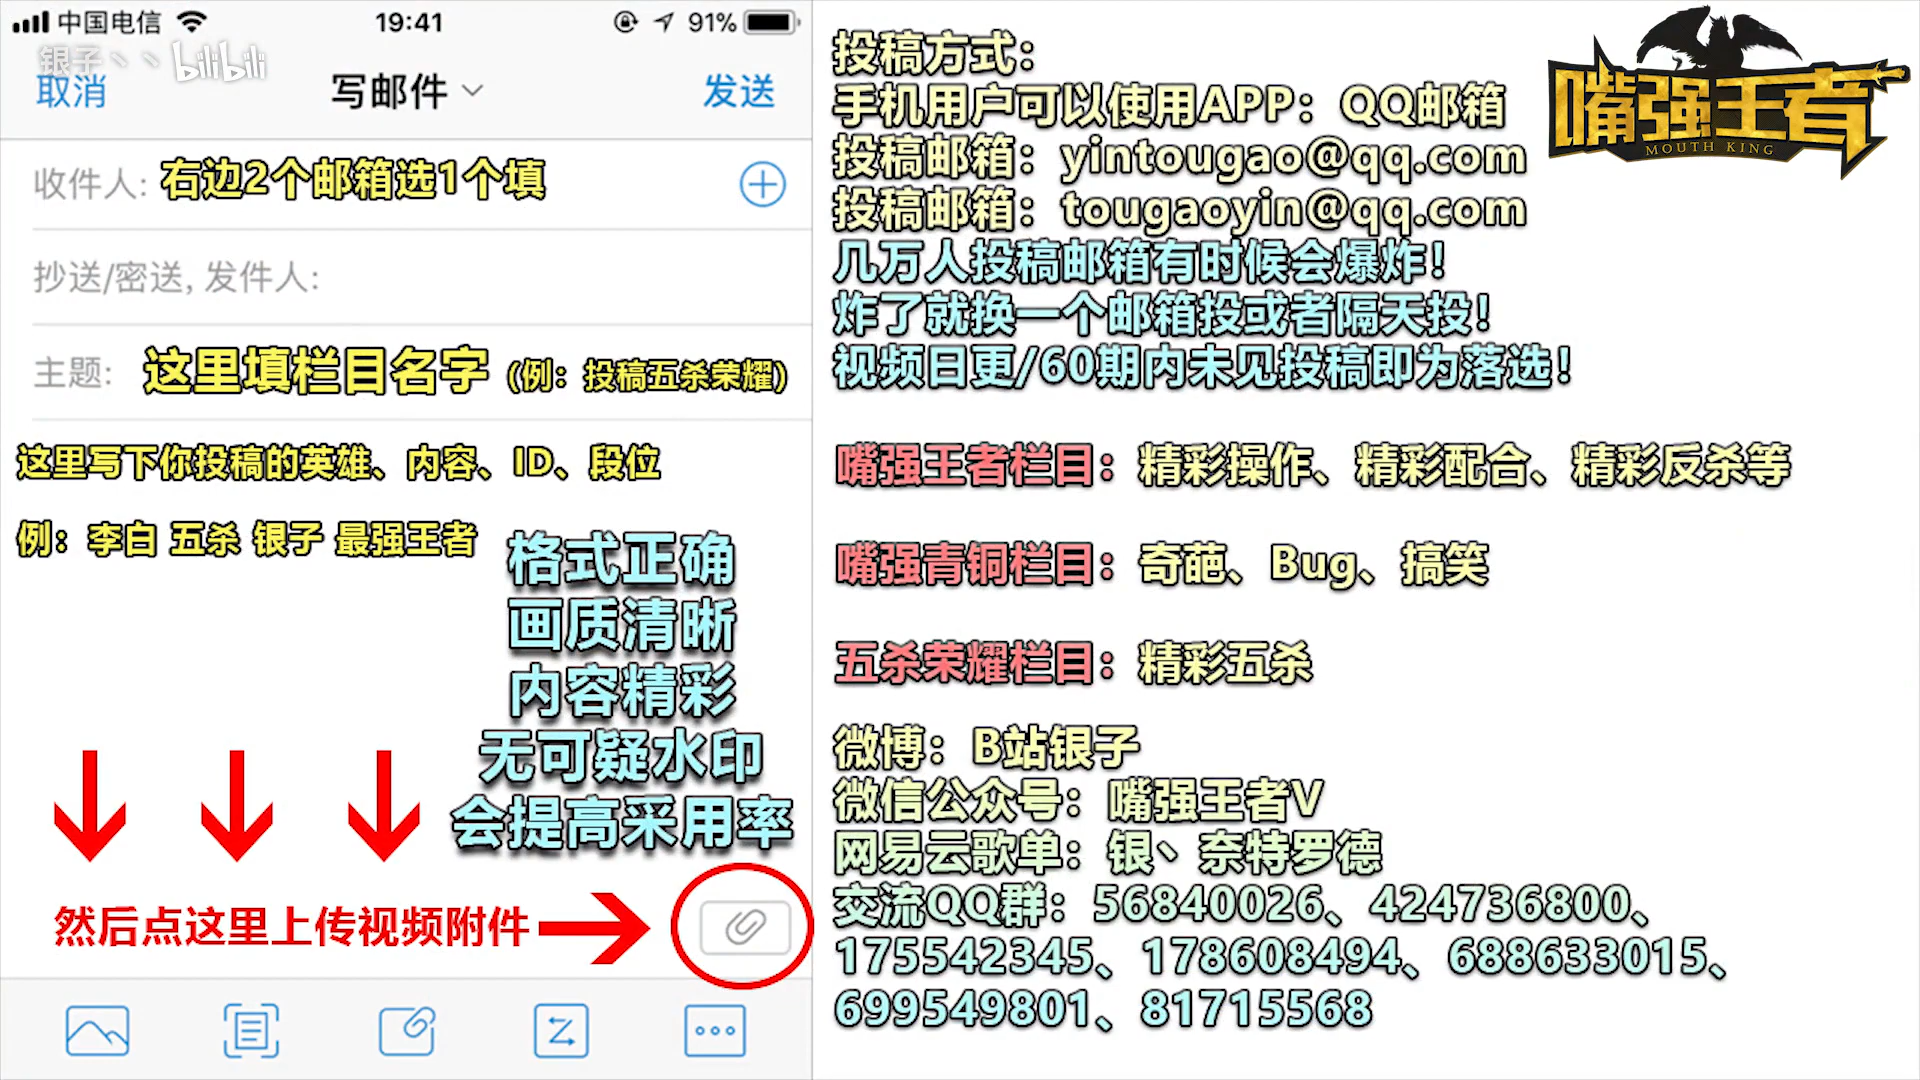 中国电信
19:41
91%
银子丶丶 bilibili
取消
写邮件
发送
收件人: 右边2个邮箱选1个填
抄送/密送, 发件人:
主题: 这里填栏目名字 (例：投稿五杀荣耀)
这里写下你投稿的英雄、内容、ID、段位
例：李白 五杀 银子 最强王者
格式正确
画质清晰
内容精彩
无可疑水印
会提高采用率
然后点这里上传视频附件
投稿方式：
手机用户可以使用APP：QQ邮箱
投稿邮箱：yintougao@qq.com
投稿邮箱：tougaoyin@qq.com
几万人投稿邮箱有时候会爆炸！
炸了就换一个邮箱投或者隔天投！
视频日更/60期内未见投稿即为落选！
嘴强王者栏目：精彩操作、精彩配合、精彩反杀等
嘴强青铜栏目：奇葩、Bug、搞笑
五杀荣耀栏目：精彩五杀
微博：B站银子
微信公众号：嘴强王者V
网易云歌单：银丶奈特罗德
交流QQ群：56840026、424736800、
175542345、178608494、688633015、
699549801、81715568
嘴强王者
MOUTH KING